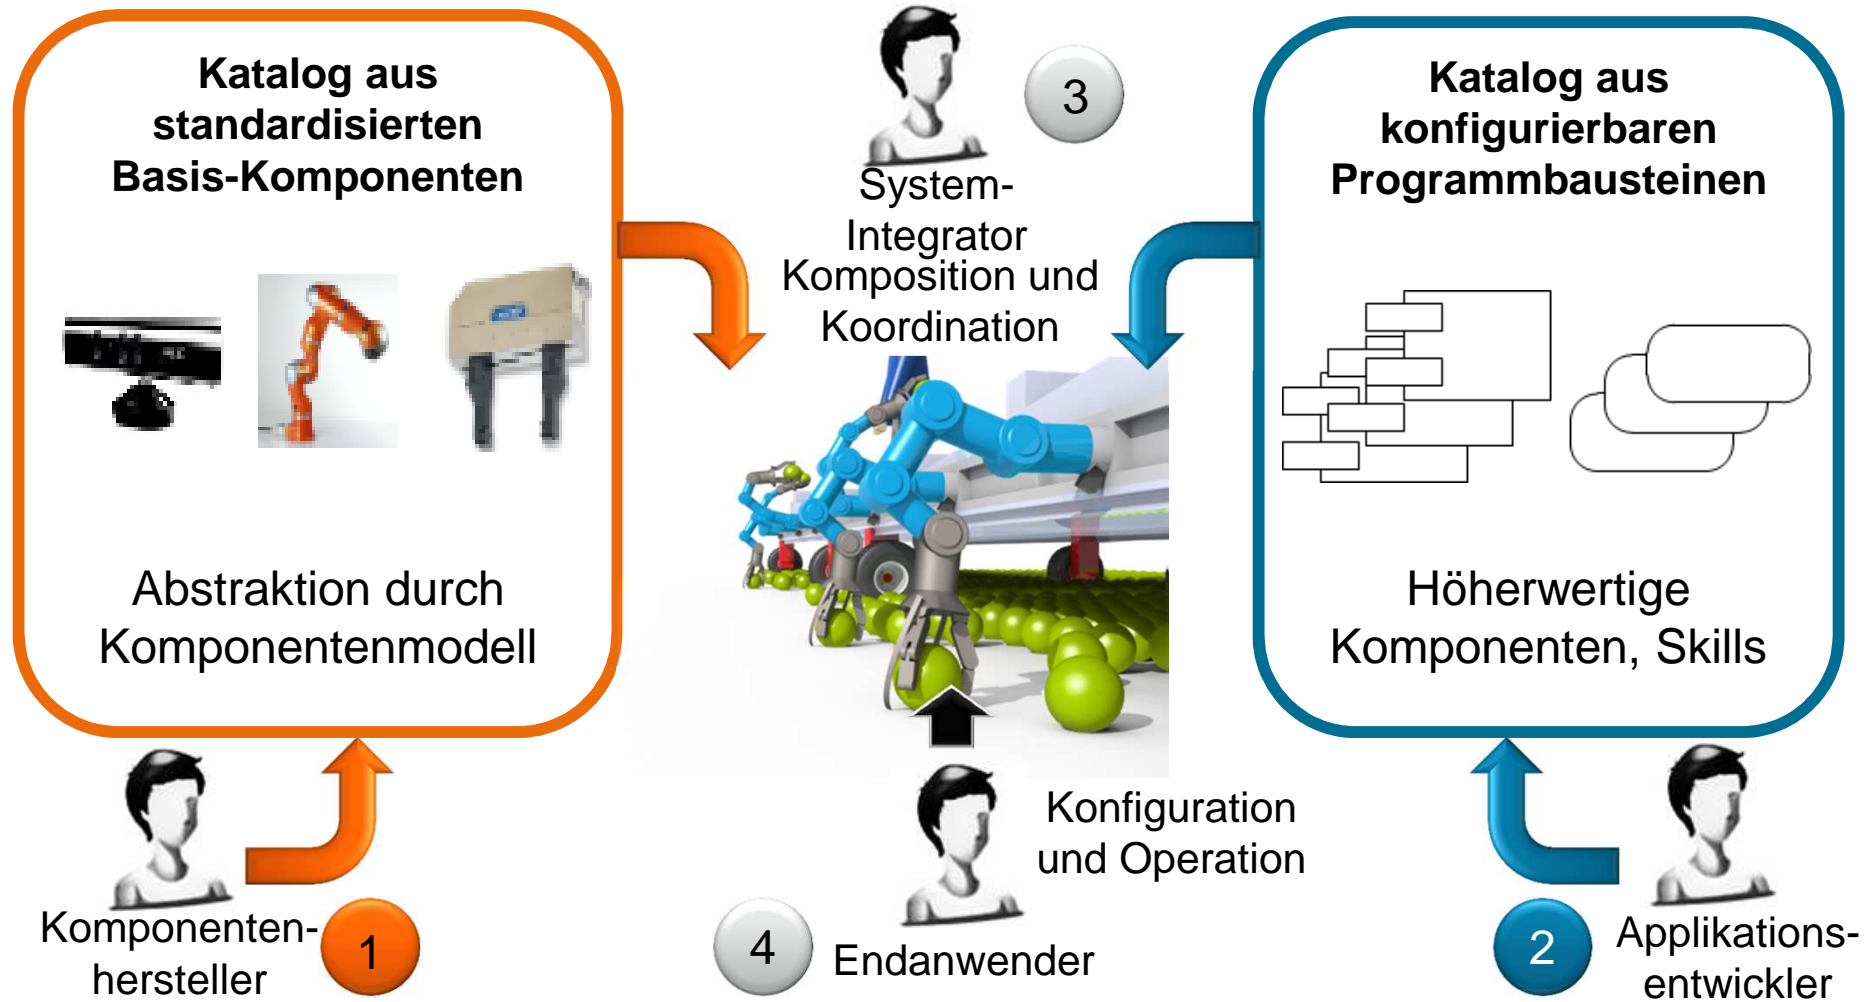 Katalog aus
standardisierten
Basis-Komponenten
Abstraktion durch
Komponentenmodell
Komponenten-
hersteller
1
3
System-
Integrator
Komposition und
Koordination
Konfiguration
und Operation
4
Endanwender
Katalog aus
konfigurierbaren
Programmbausteinen
Höherwertige
Komponenten, Skills
2
Applikations-
entwickler